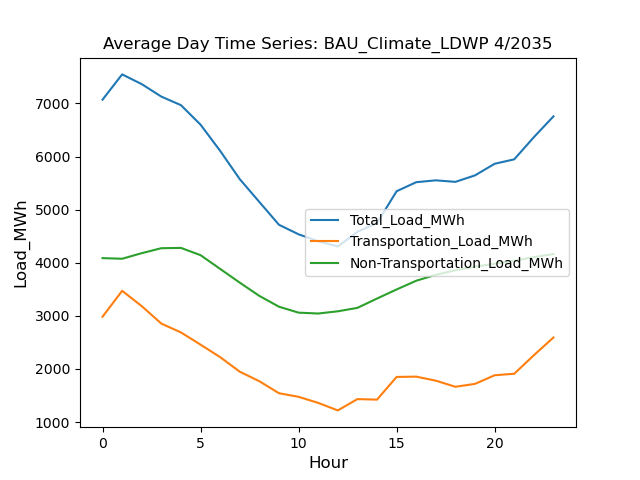 Average Day Time Series: BAU_Climate_LDWP 4/2035
Load_MWh
7000
6000
5000
4000
3000
2000
1000
Total_Load_MWh
Transportation_Load_MWh
Non-Transportation_Load_MWh
0 5 10 15 20
Hour